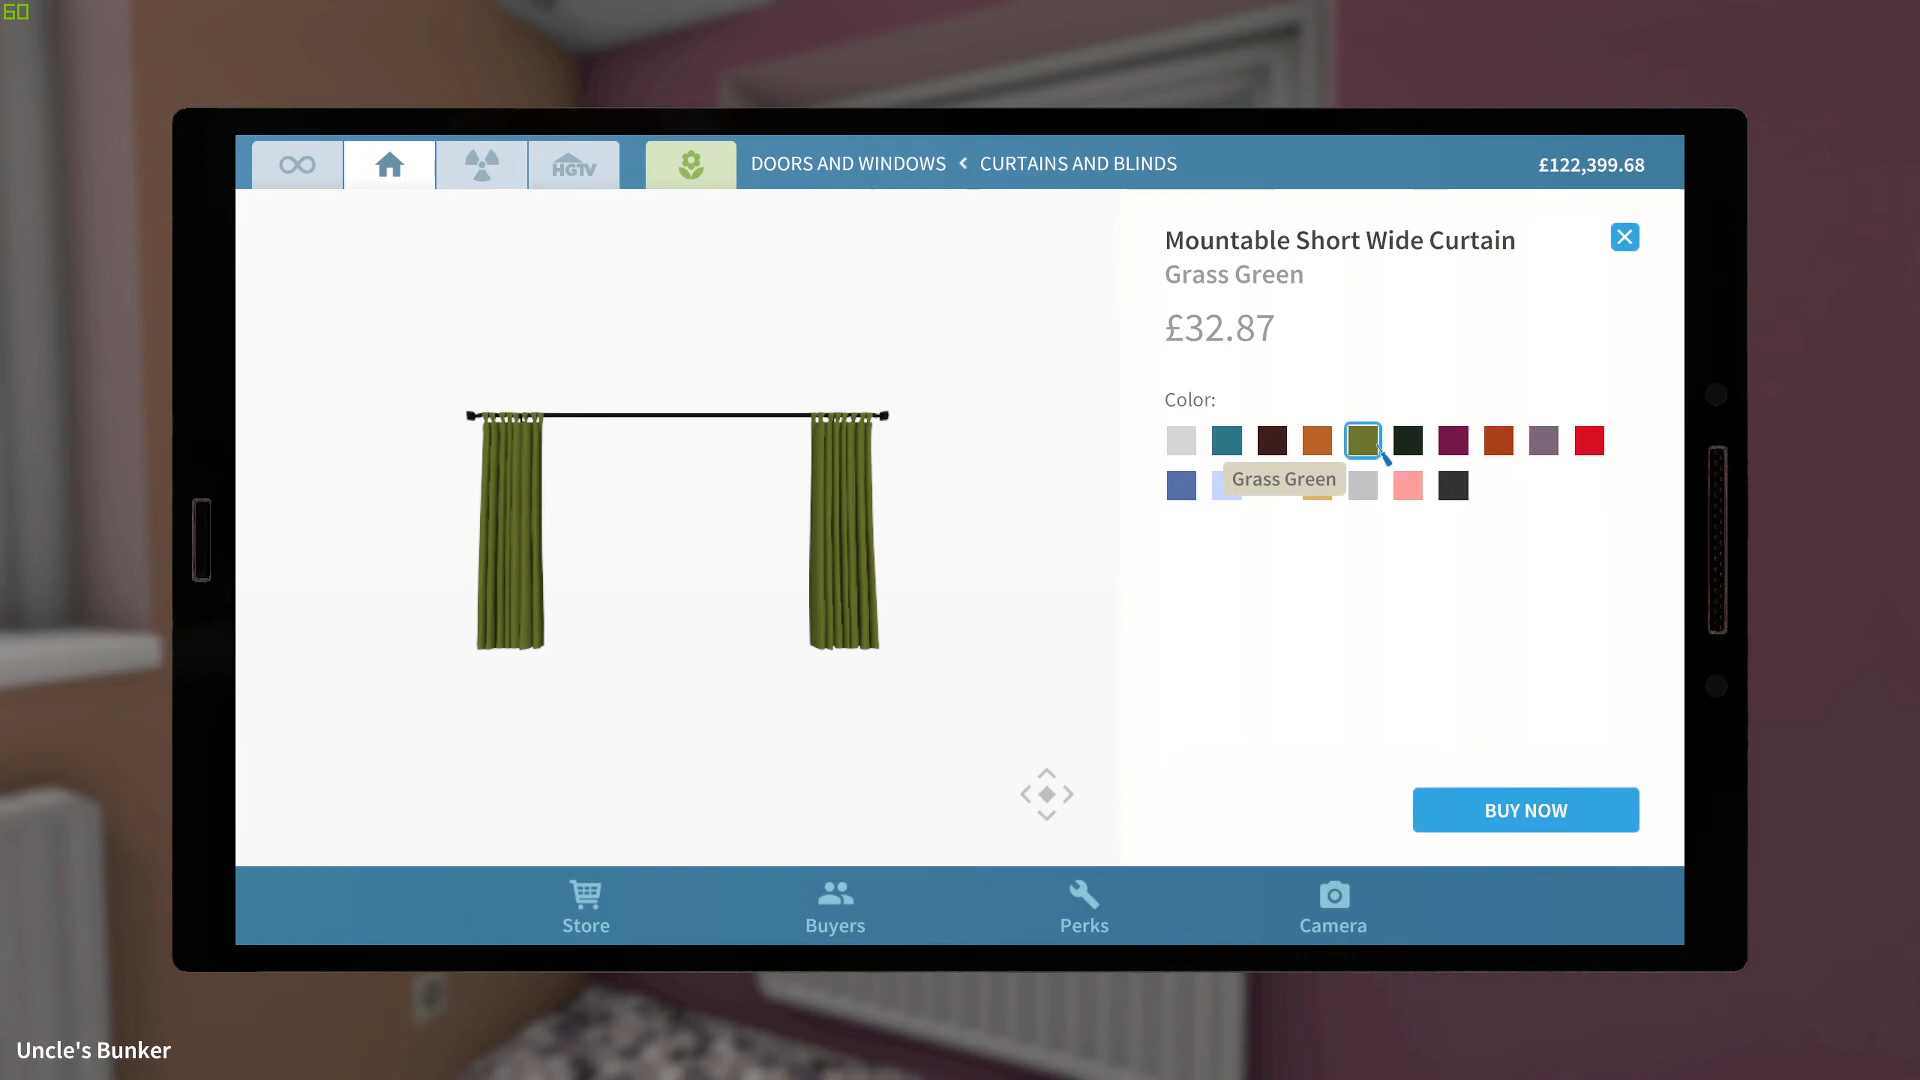 60
HGTV
DOORS AND WINDOWS < CURTAINS AND BLINDS
£122,399.68
Mountable Short Wide Curtain
Grass Green
£32.87
Color:
Grass Green
BUY NOW
Store
Buyers
Perks
Camera
Uncle's Bunker